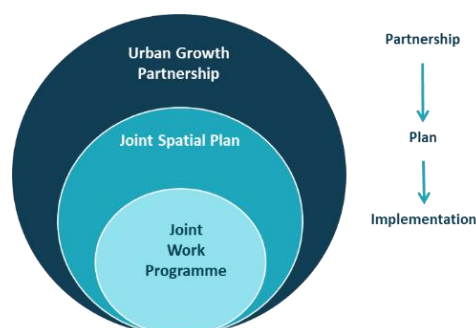 Urban Growth
Partnership
Joint Spatial Plan
Joint
Work
Programme
Partnership
Plan
Implementation